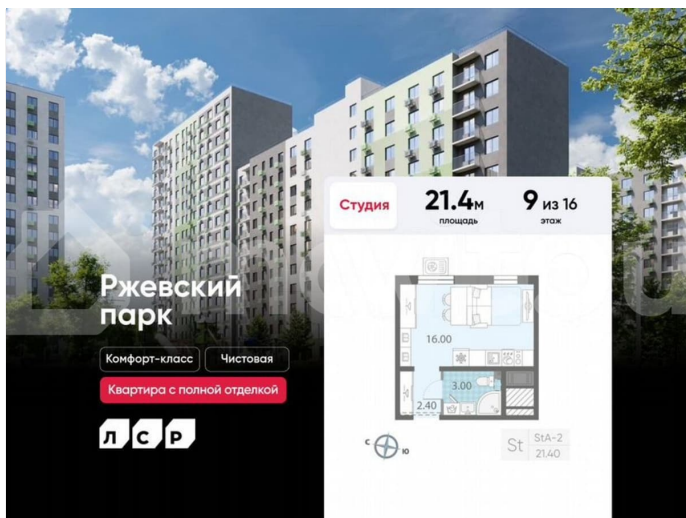 Студия
21.4м
площадь
9 из 16
этаж
Ржевский
парк
Комфорт-класс
Чистовая
Квартира с полной отделкой
ЛСР
16.00
3.00
2.40
С
Ю
St
StA-2
21.40